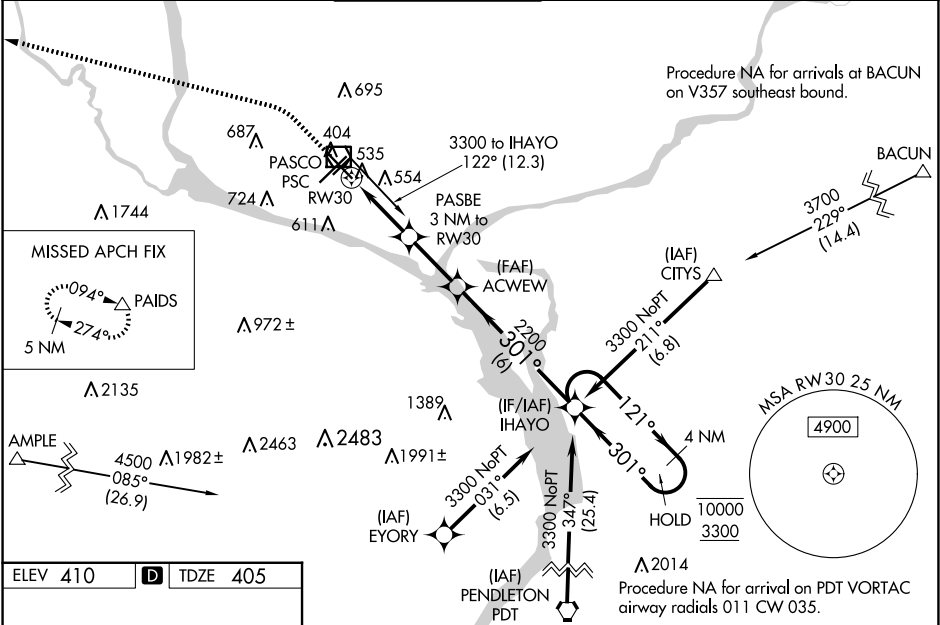 Procedure NA for arrivals at BACUN
on V357 southeast bound.
695
687
404
3300 to IHAYO
122° (12.3)
535
PASCO
PSC
RW30
554
BACUN
724
PASBE
3 NM to
RW30
3700
229°
(14.4)
1744
611
MISSED APCH FIX
094°
PAIDS
274°
5 NM
(FAF)
ACWEW
(IAF)
CITYS
972 ±
2200
301°
(6)
3300 NoPT
211°
(6.8)
2135
1389
(IF/IAF)
IHAYO
121°
4 NM
301°
MSA RW30 25 NM
4900
AMPLE
4500
085°
(26.9)
1982 ±
2463
2483
1991 ±
3300 NoPT
031°
(6.5)
3300 NoPT
347°
(25.4)
HOLD
10000
3300
(IAF)
EYORY
2014
ELEV 410
D
TDZE 405
(IAF)
PENDLETON
PDT
Procedure NA for arrival on PDT VORTAC
airway radials 011 CW 035.